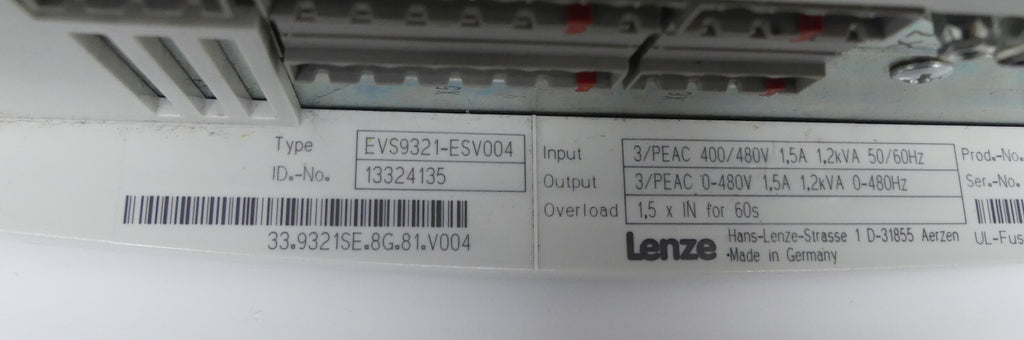 X5
X6
Type EVS9321-ESV004
ID.-No. 13324135
33.9321SE.8G.81.V004
Input 3/PEAC 400/480V 1,5A 1,2kVA 50/60Hz
Output 3/PEAC 0-480V 1,5A 1,2kVA 0-480Hz
Overload 1,5 x IN for 60s
Lenze Hans-Lenze-Strasse 1 D-31855 Aerzen
·Made in Germany
Prod.-No.
Ser.-No.
UL-Fus